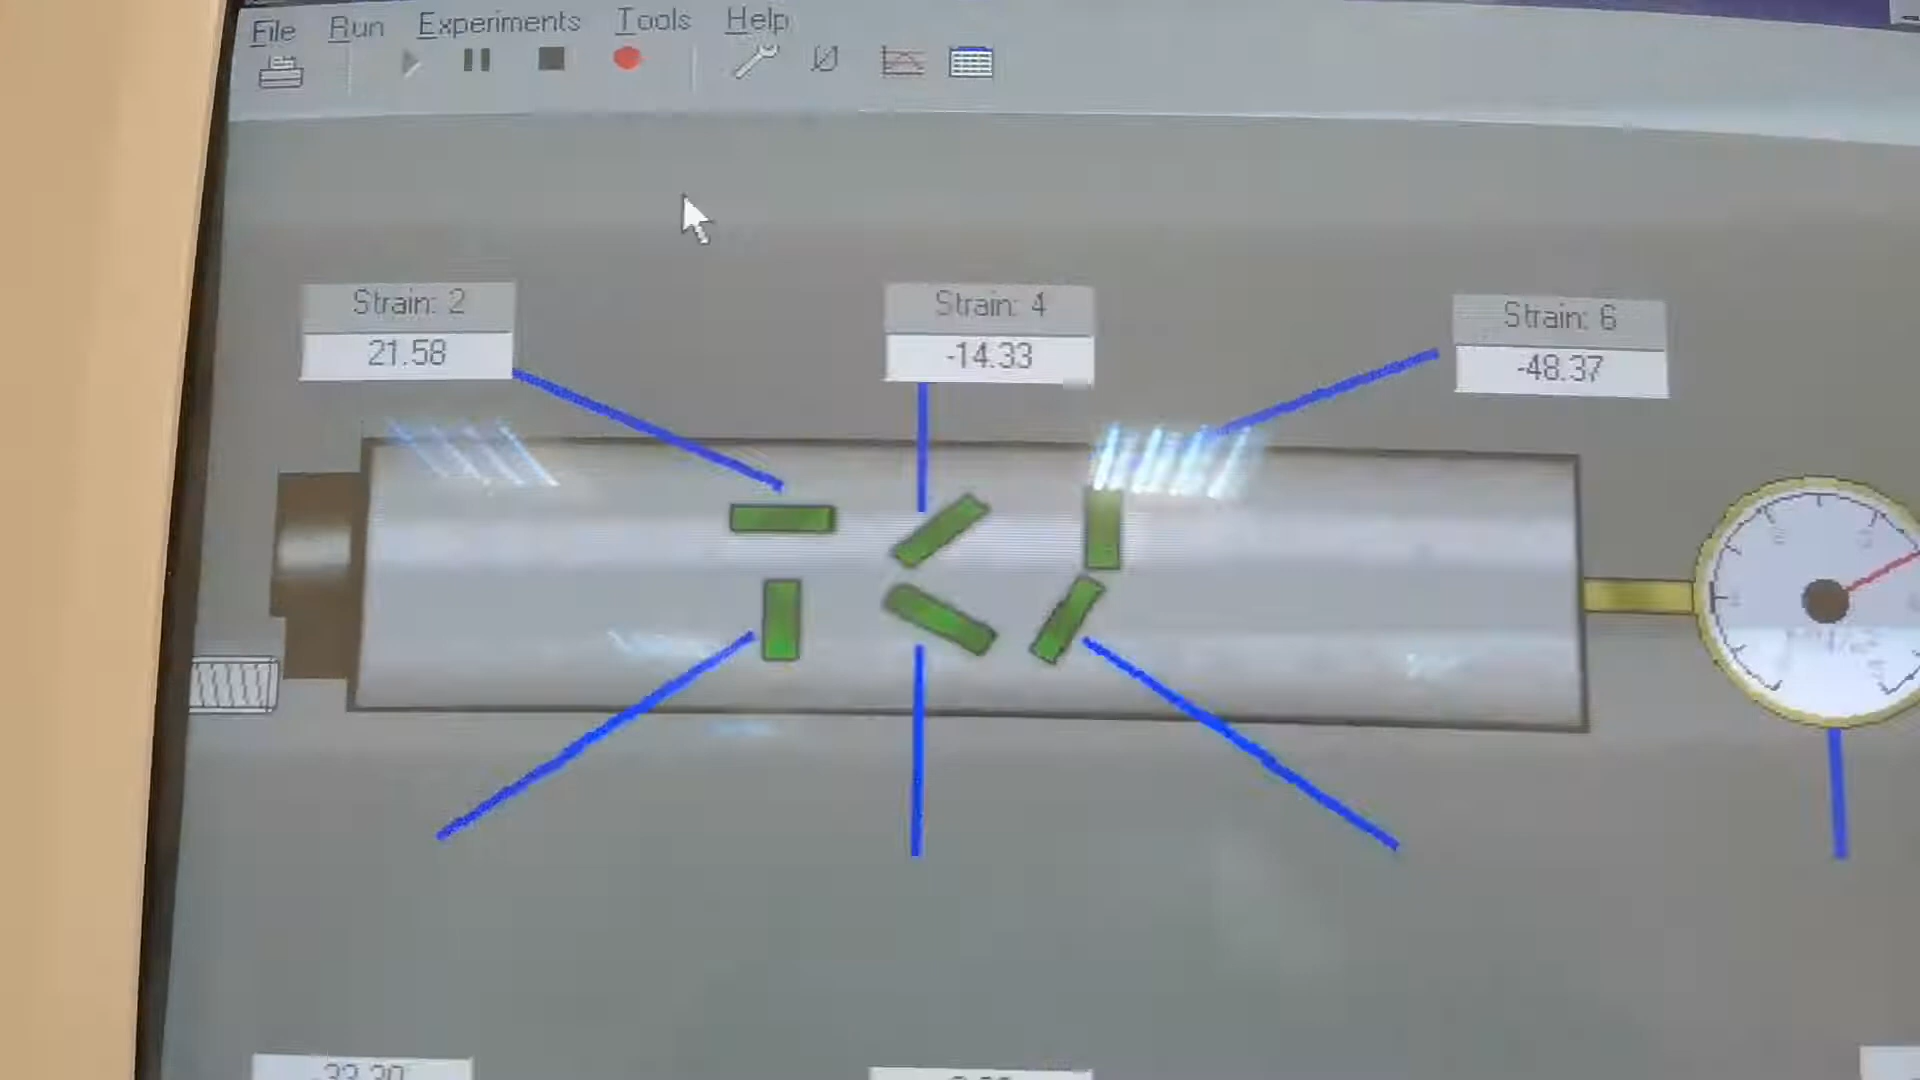 File Run Experiments Tools Help
Strain: 2
21.58
Strain: 4
-14.33
Strain: 6
-48.37